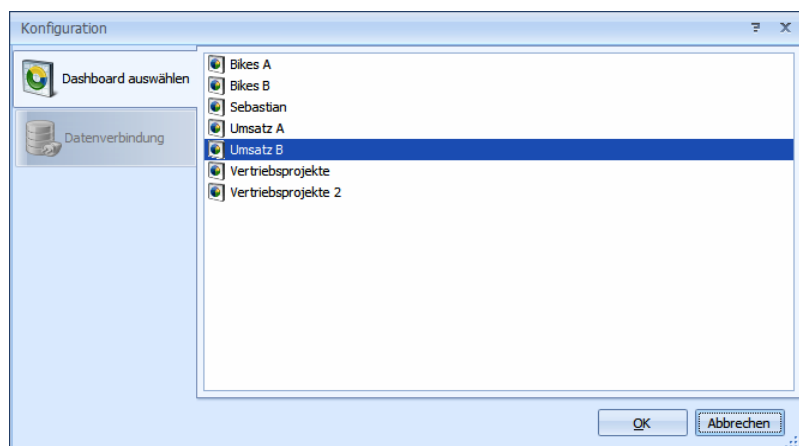 Konfiguration
Dashboard auswählen
Datenverbindung
Bikes A
Bikes B
Sebastian
Umsatz A
Umsatz B
Vertriebsprojekte
Vertriebsprojekte 2
OK
Abbrechen